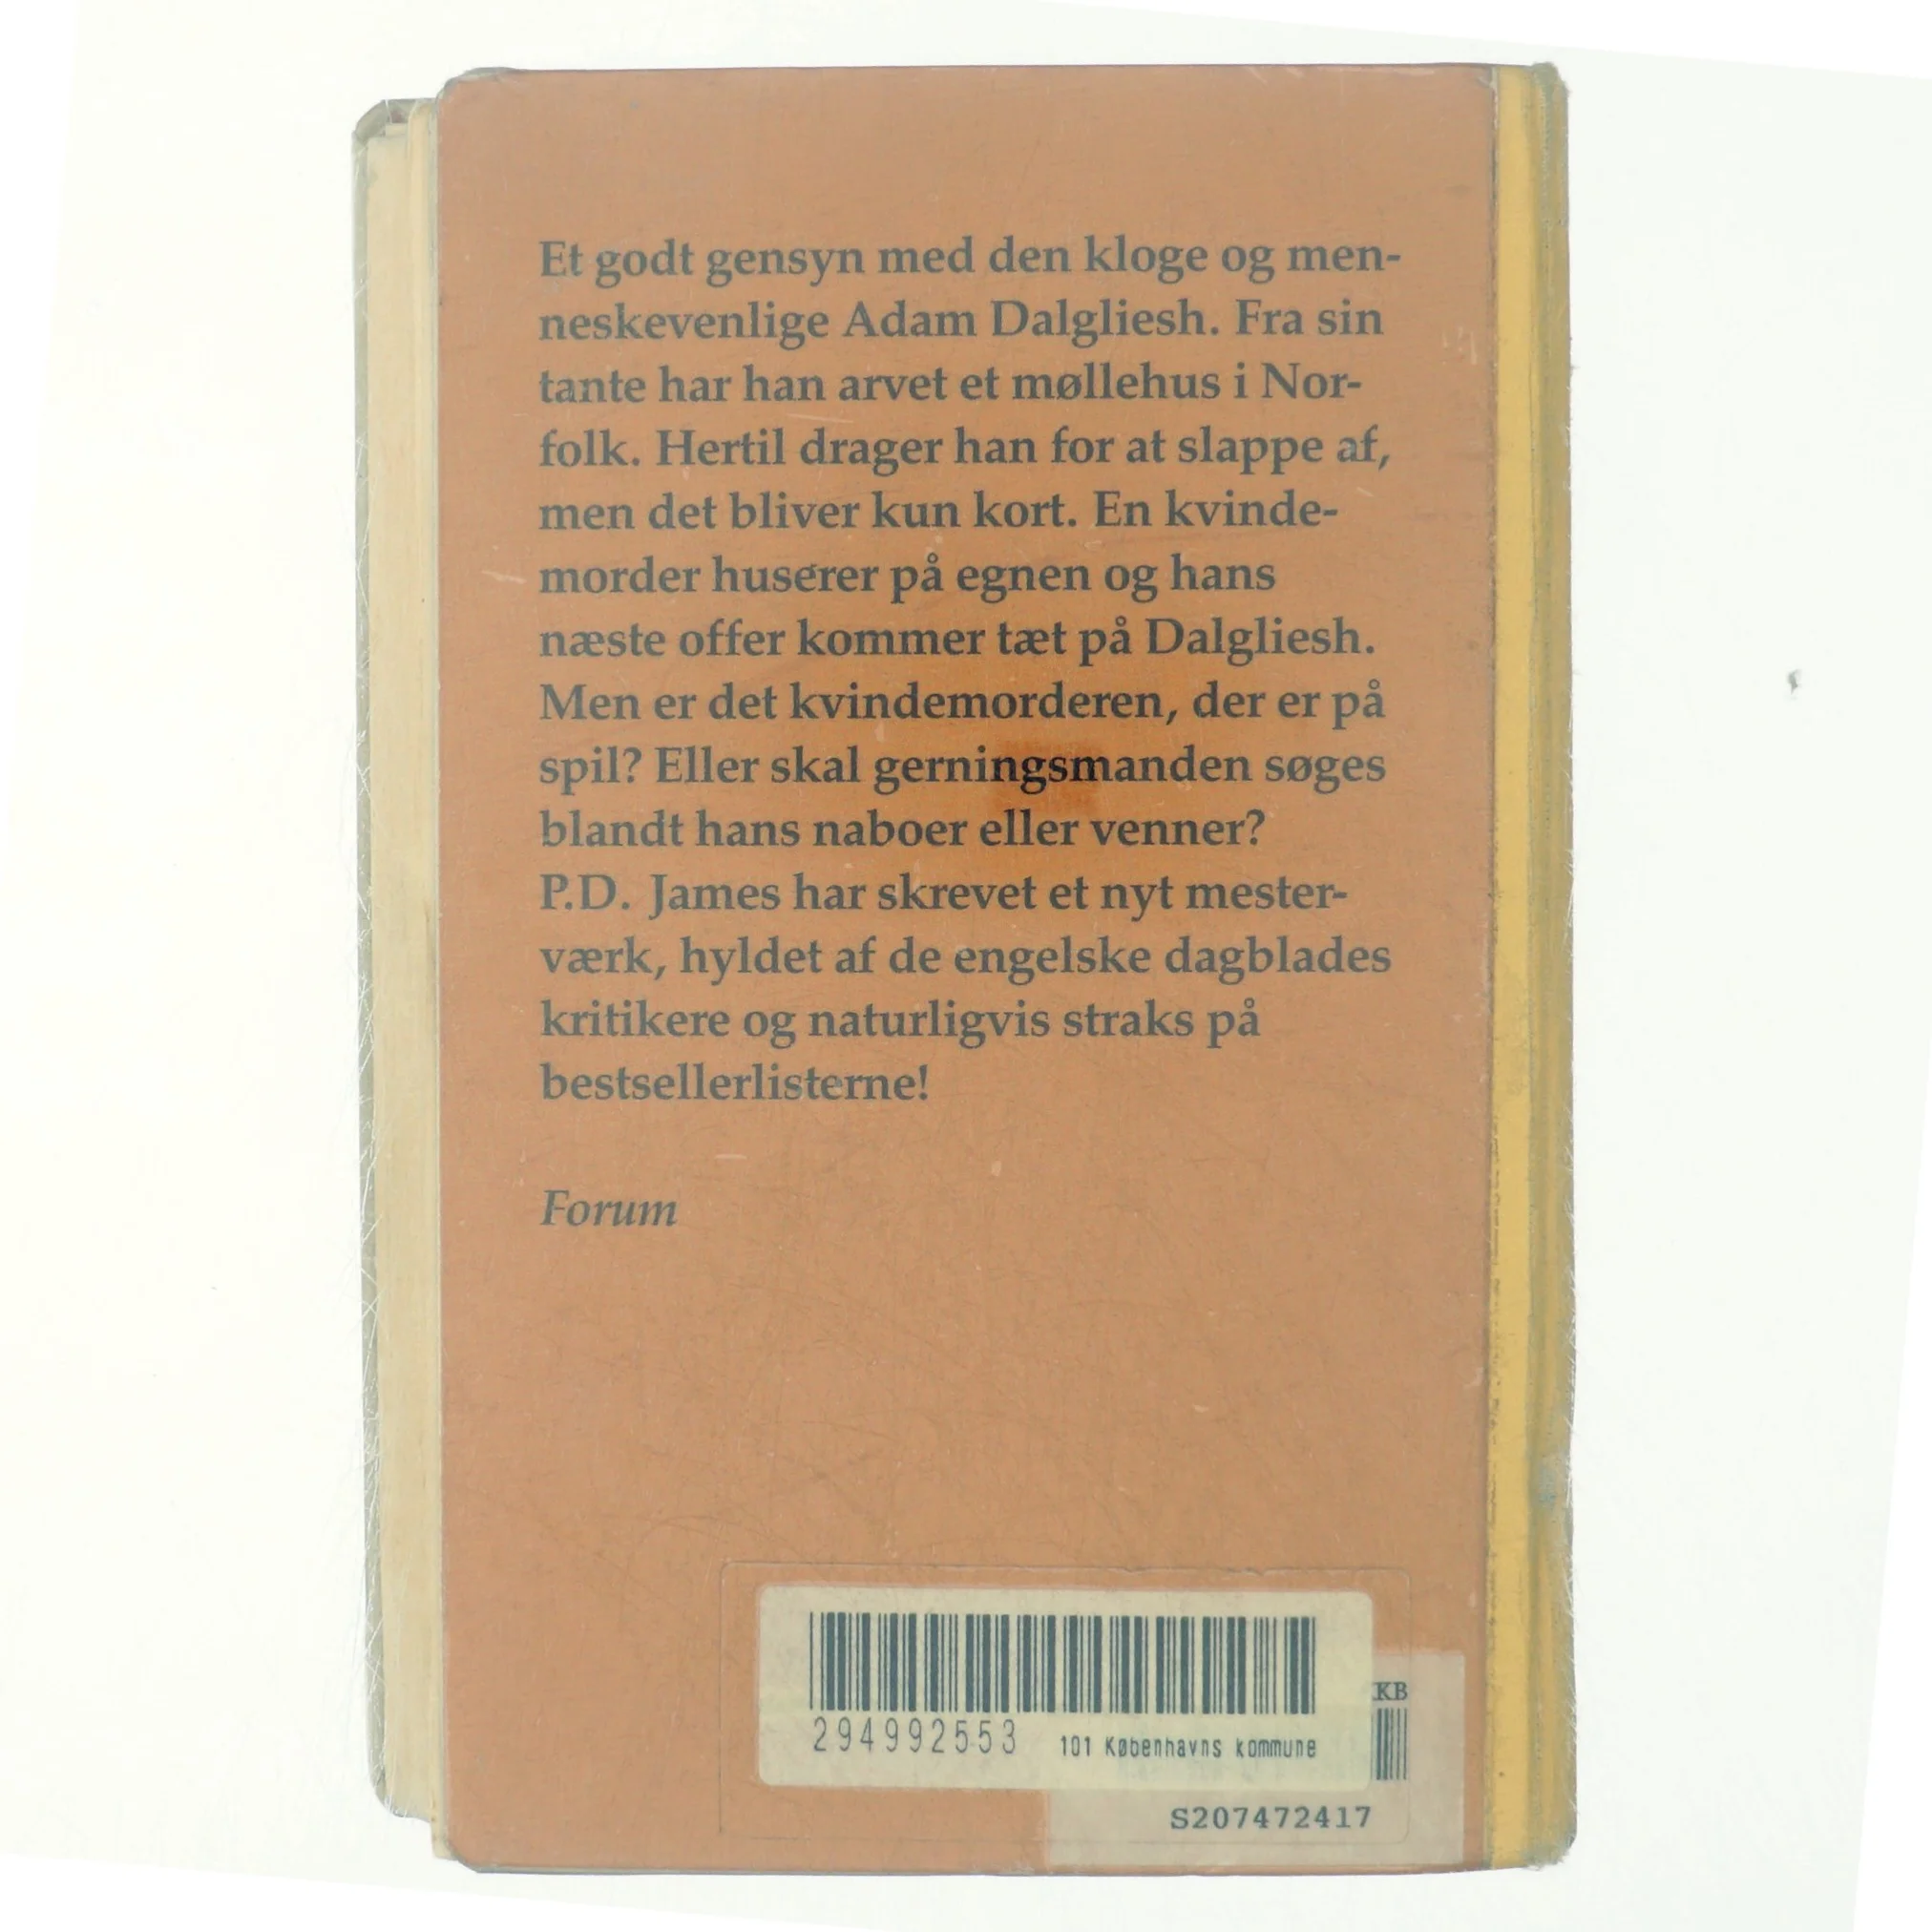 Et godt gensyn med den kloge og men-
neskevenlige Adam Dalgliesh. Fra sin
tante har han arvet et møllehus i Nor-
folk. Hertil drager han for at slappe af,
men det bliver kun kort. En kvinde-
morder huserer på egnen og hans
næste offer kommer tæt på Dalgliesh.
Men er det kvindemorderen, der er på
spil? Eller skal gerningsmanden søges
blandt hans naboer eller venner?
P.D. James har skrevet et nyt mester-
værk, hyldet af de engelske dagblades
kritikere og naturligvis straks på
bestsellerlisterne!
Forum
KB
294992553 101 Københavns kommune
S207472417